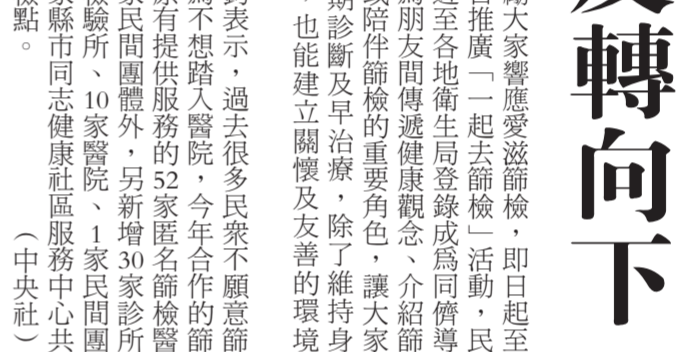 轉向下
勵大家響應愛滋篩檢，即日起至
推廣「一起去篩檢」活動，民
至各地衛生局登錄成為同儕導
朋友間傳遞健康觀念、介紹篩
陪伴篩檢的重要角色，讓大家
期診斷及早治療，除了維持身
，也能建立關懷及友善的環境
表示，過去很多民眾不願意篩
不想踏入醫院，今年合作的篩
原有提供服務的52家匿名篩檢醫
家民間團體外，另新增30家診所
檢驗所、10家醫院、1家民間團
縣市同志健康社區服務中心共
檢點。　　　　　（中央社）